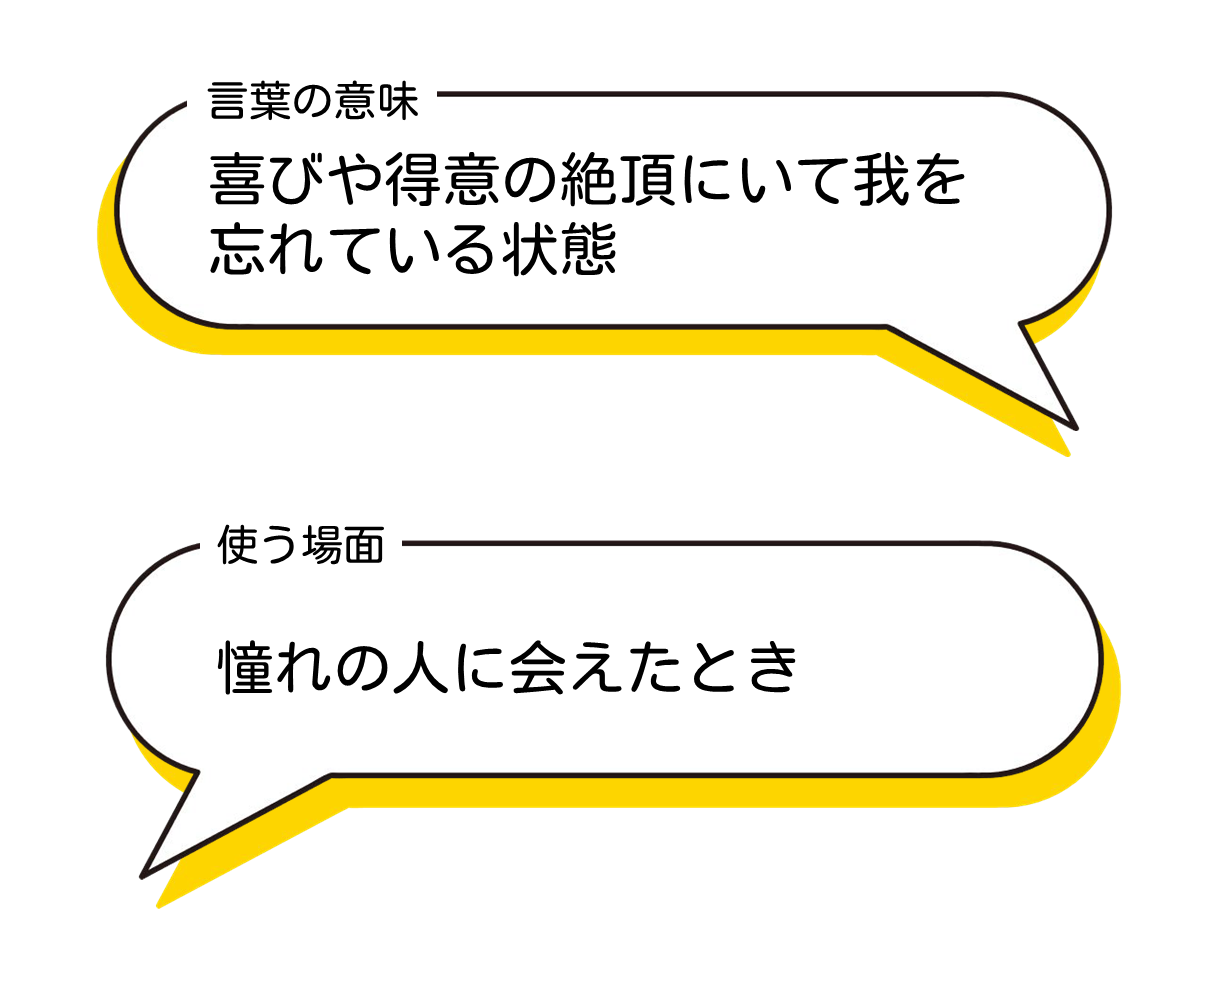 言葉の意味
喜びや得意の絶頂にいて我を
忘れている状態
使う場面
憧れの人に会えたとき